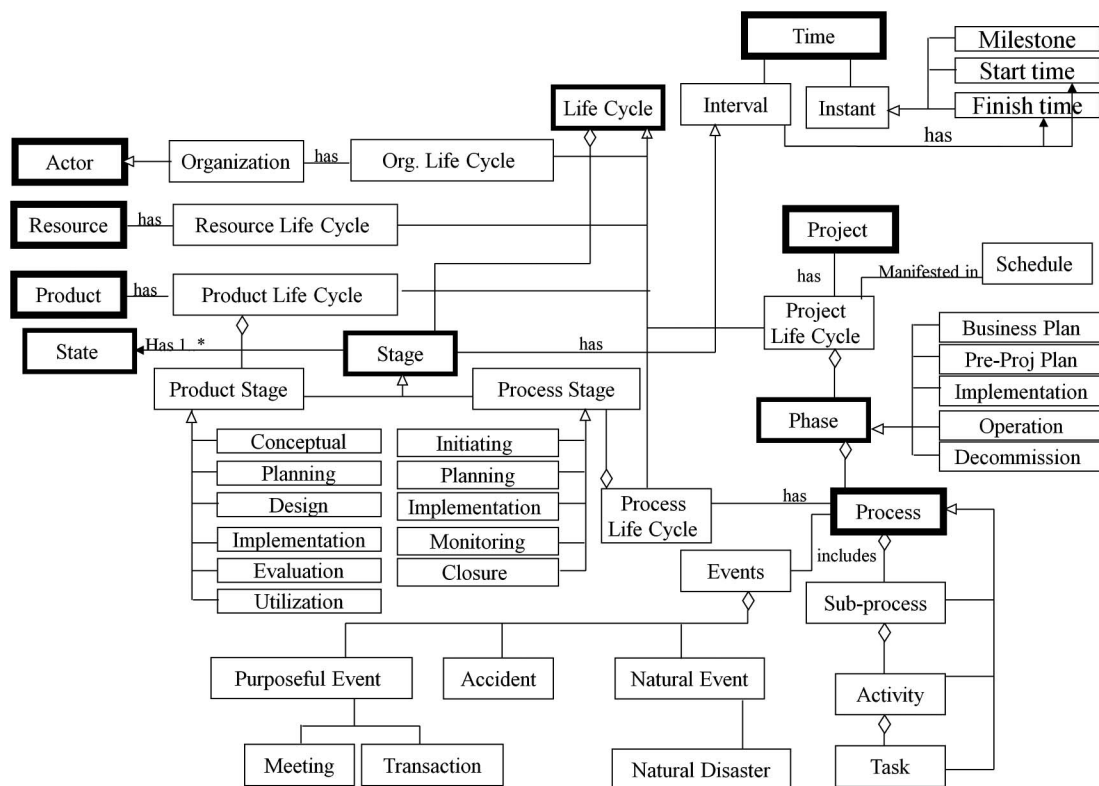 Time
Milestone
Start time
Finish time
Interval
Instant
has
Life Cycle
Actor
Organization
has
Org. Life Cycle
Resource
has
Resource Life Cycle
Project
has
Manifested in
Schedule
Product
has
Product Life Cycle
Project
Life Cycle
State
Has 1..*
Stage
has
Business Plan
Pre-Proj Plan
Implementation
Operation
Decommission
Product Stage
Process Stage
Phase
Conceptual
Planning
Design
Implementation
Evaluation
Utilization
Initiating
Planning
Implementation
Monitoring
Closure
Process
Life Cycle
has
Process
includes
Events
Sub-process
Purposeful Event
Accident
Natural Event
Activity
Meeting
Transaction
Natural Disaster
Task